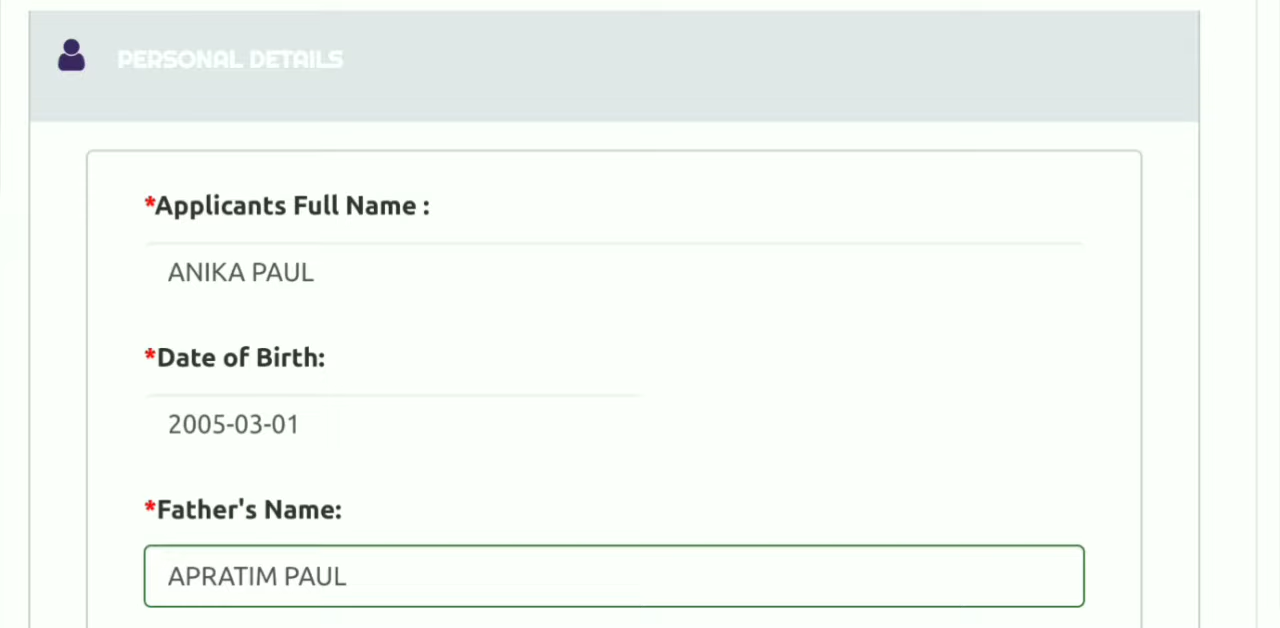 PERSONAL DETAILS
*Applicants Full Name :
ANIKA PAUL
*Date of Birth:
2005-03-01
*Father's Name:
APRATIM PAUL